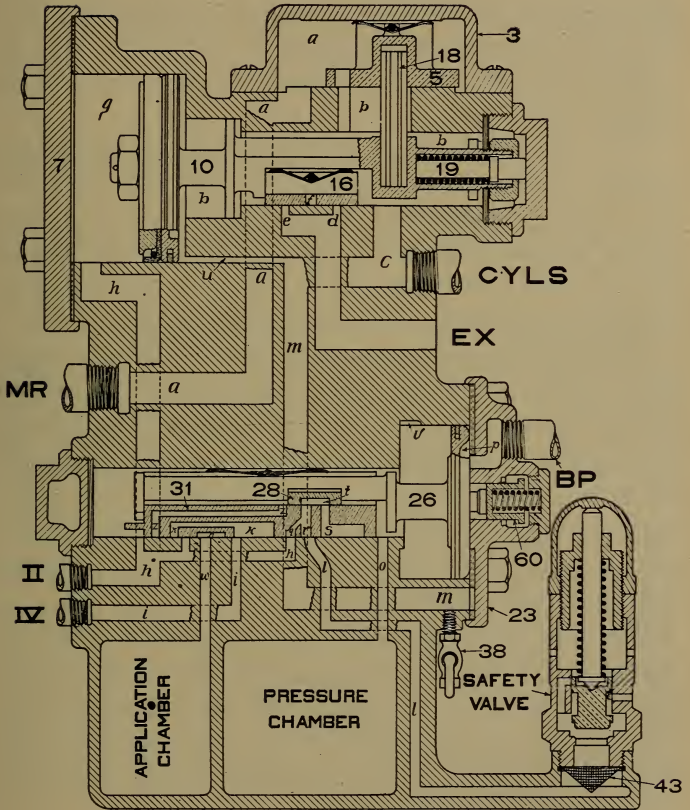 a
3
18
5
g
a
b
b
7
10
19
b
16
e
d
f
u
a
C
CYLS
h
m
EX
MR
a
p
BP
31
28
t
26
k
r
s
h
60
II
h
w
j
l
o
m
IV
i
23
38
APPLICATION CHAMBER
PRESSURE
CHAMBER
SAFETY
VALVE
l
43